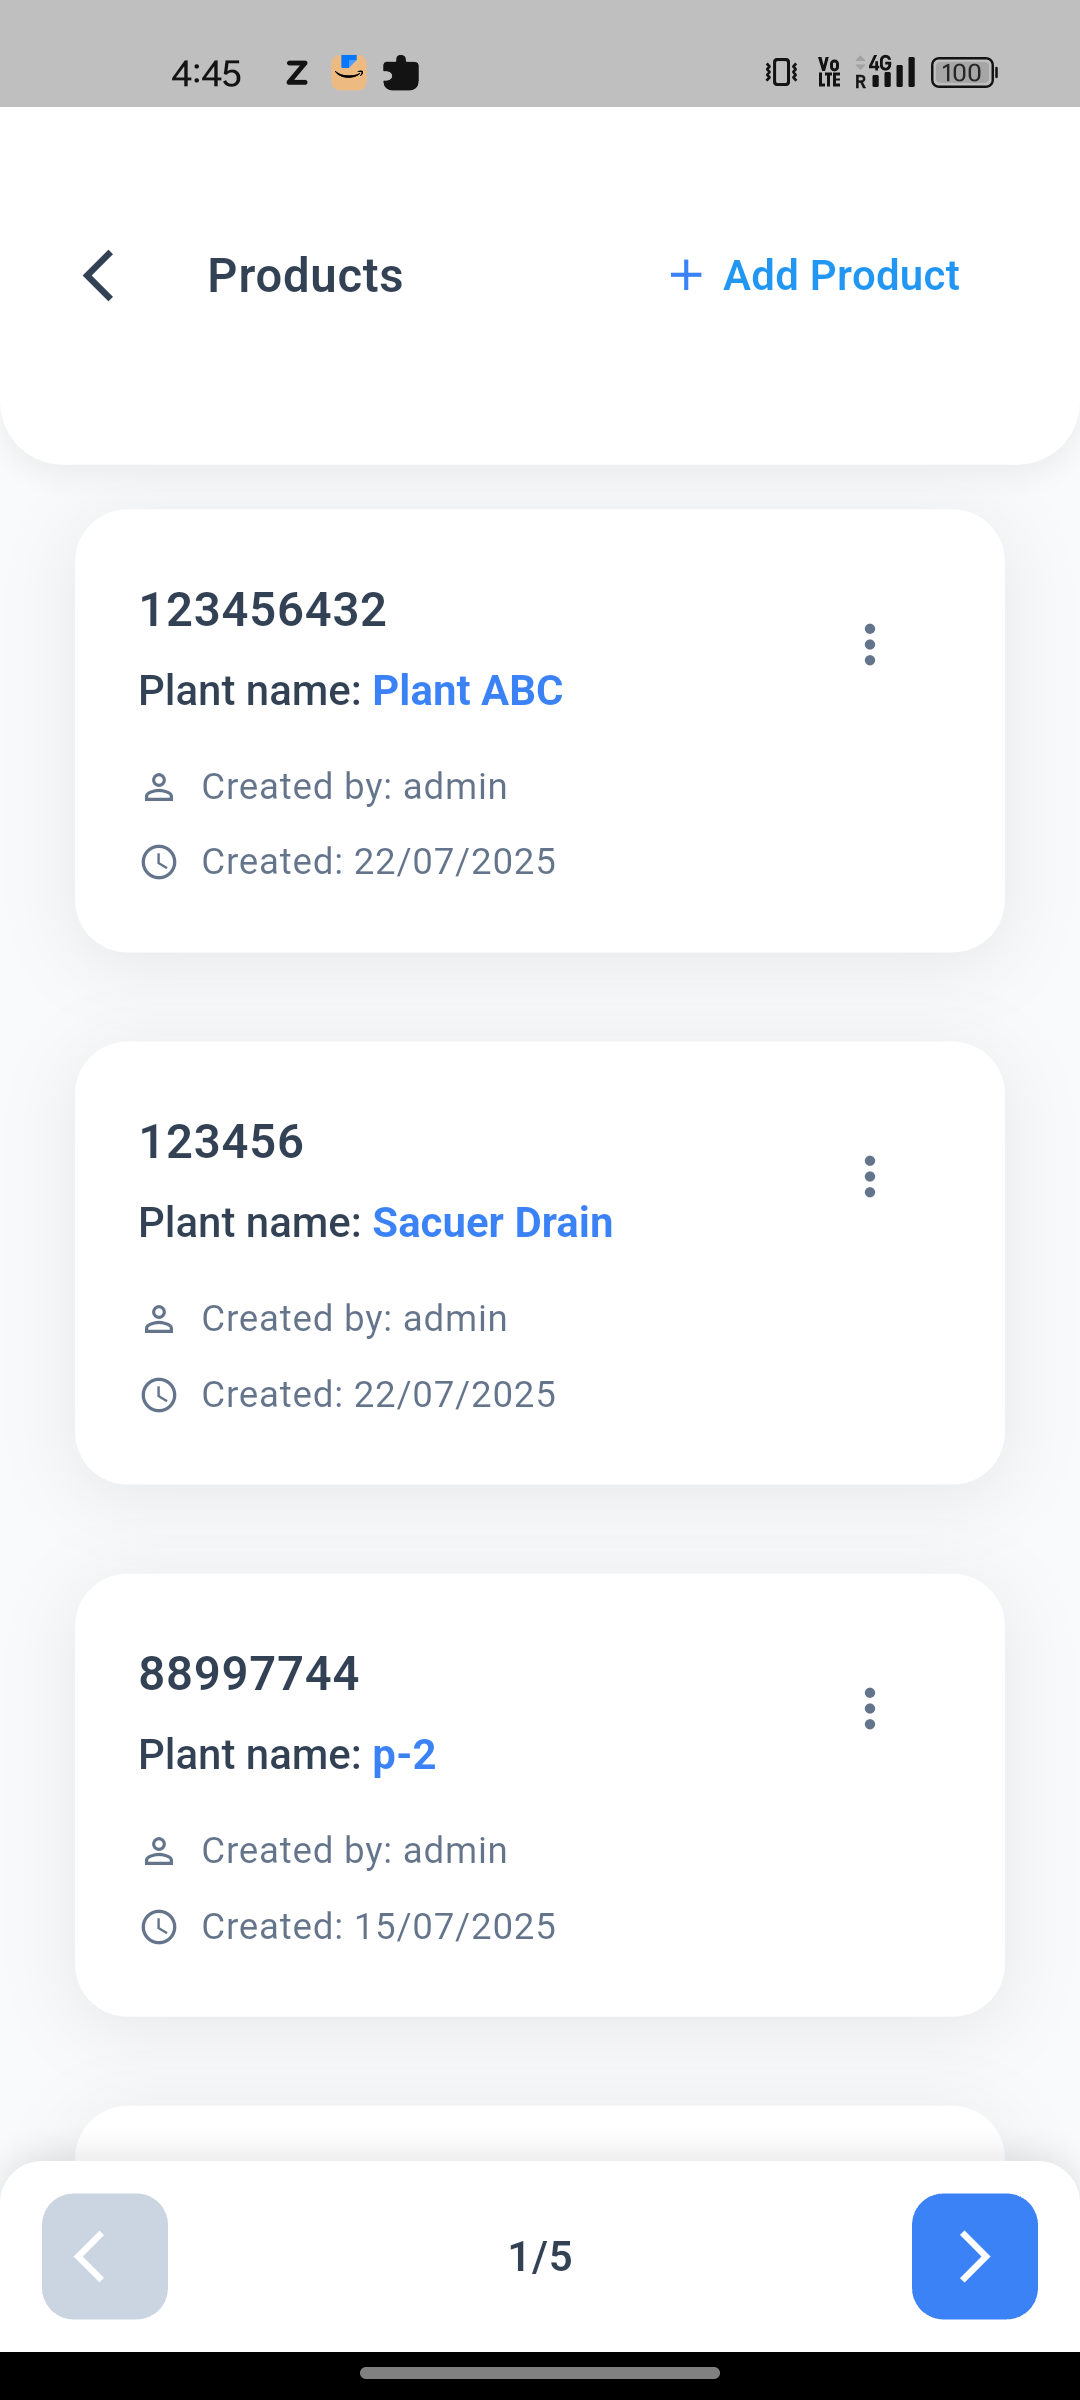 4:45 Z Vo LTE R 4G 100
Products + Add Product
123456432
Plant name: Plant ABC
Created by: admin
Created: 22/07/2025
123456
Plant name: Sacuer Drain
Created by: admin
Created: 22/07/2025
88997744
Plant name: p-2
Created by: admin
Created: 15/07/2025
1/5